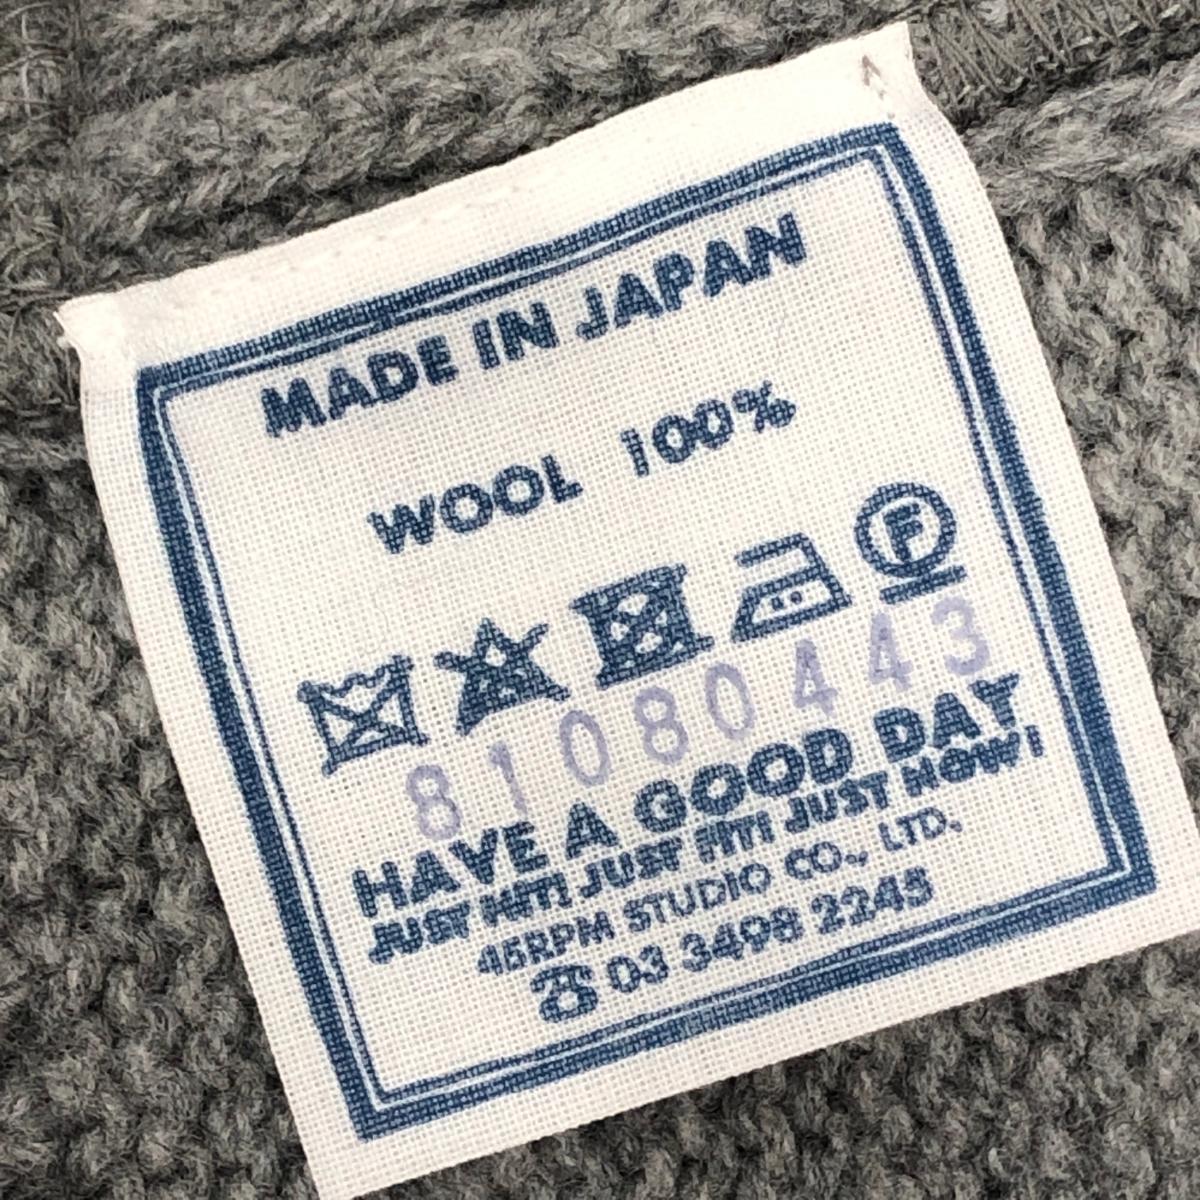 MADE IN JAPAN
WOOL 100%
F
81080443
HAVE A GOOD DAY
JUST HIT! JUST FIT! JUST NOW!
45RPM STUDIO CO., LTD.
☎ 03 3498 2245